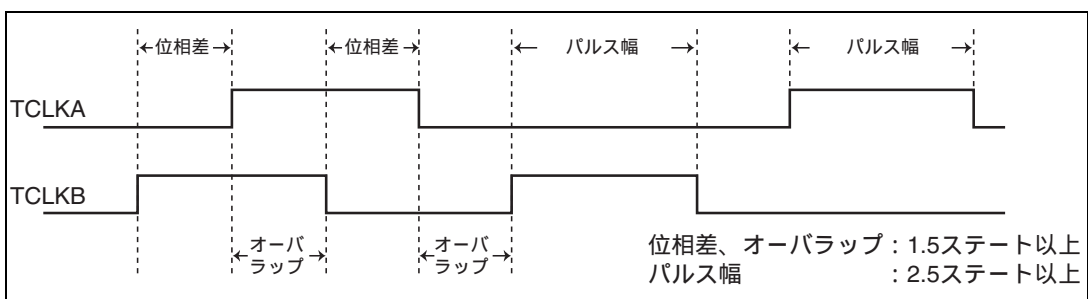 位相差 位相差 パルス幅 パルス幅
TCLKA
TCLKB
オーバ
ラップ
オーバ
ラップ
位相差、オーバラップ：1.5ステート以上
パルス幅　　　　　　：2.5ステート以上